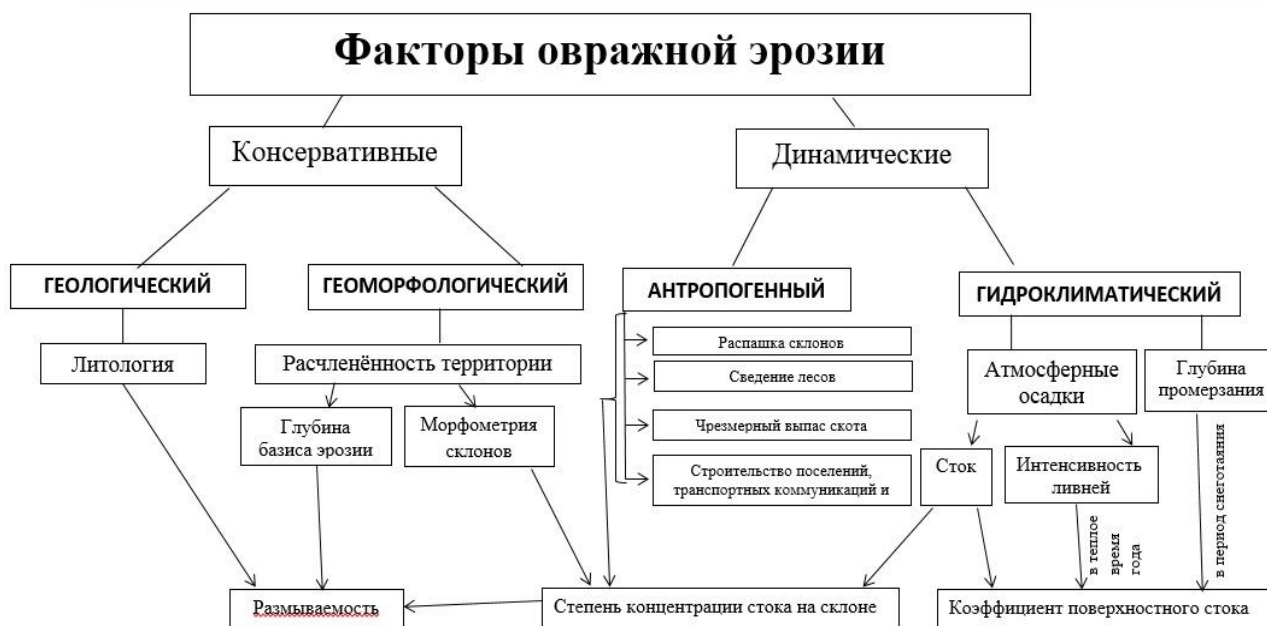 Факторы овражной эрозии
Консервативные
Динамические
ГЕОЛОГИЧЕСКИЙ
ГЕОМОРФОЛОГИЧЕСКИЙ
АНТРОПОГЕННЫЙ
ГИДРОКЛИМАТИЧЕСКИЙ
Литология
Расчленённость территории
Глубина
базиса эрозии
Морфометрия
склонов
Распашка склонов
Сведение лесов
Чрезмерный выпас скота
Строительство поселений,
транспортных коммуникаций и
Атмосферные
осадки
Глубина
промерзания
Сток
Интенсивность
ливней
в теплое
время
года
в период снеготаяния
Размываемость
Степень концентрации стока на склоне
Коэффициент поверхностного стока